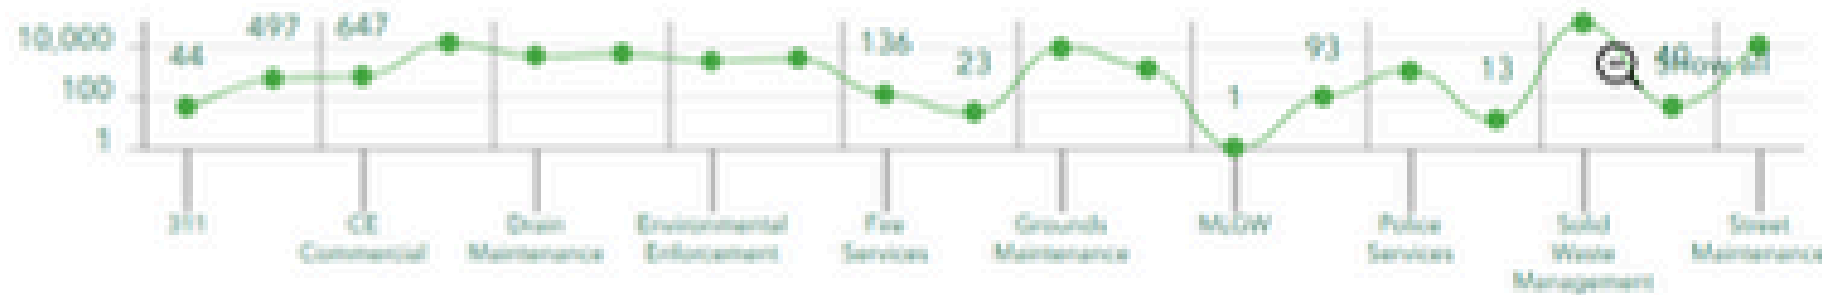 10,000
100
1
44
497
647
136
23
1
93
13
311
CE
Commercial
Drain
Maintenance
Environmental
Enforcement
Fire
Services
Grounds
Maintenance
MLGW
Police
Services
Solid
Waste
Management
Street
Maintenance